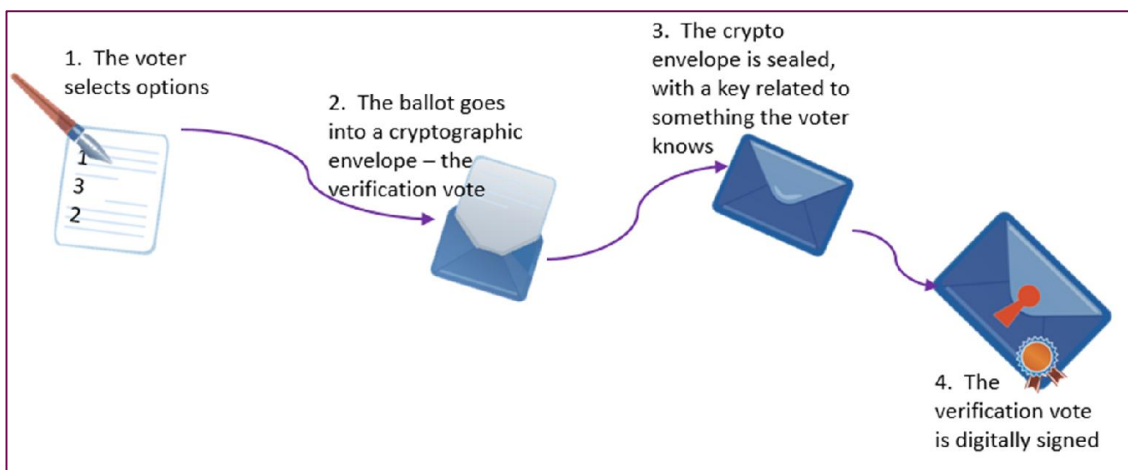 1. The voter
selects options
1
3
2
2. The ballot goes
into a cryptographic
envelope – the
verification vote
3. The crypto
envelope is sealed,
with a key related to
something the voter
knows
4. The
verification vote
is digitally signed